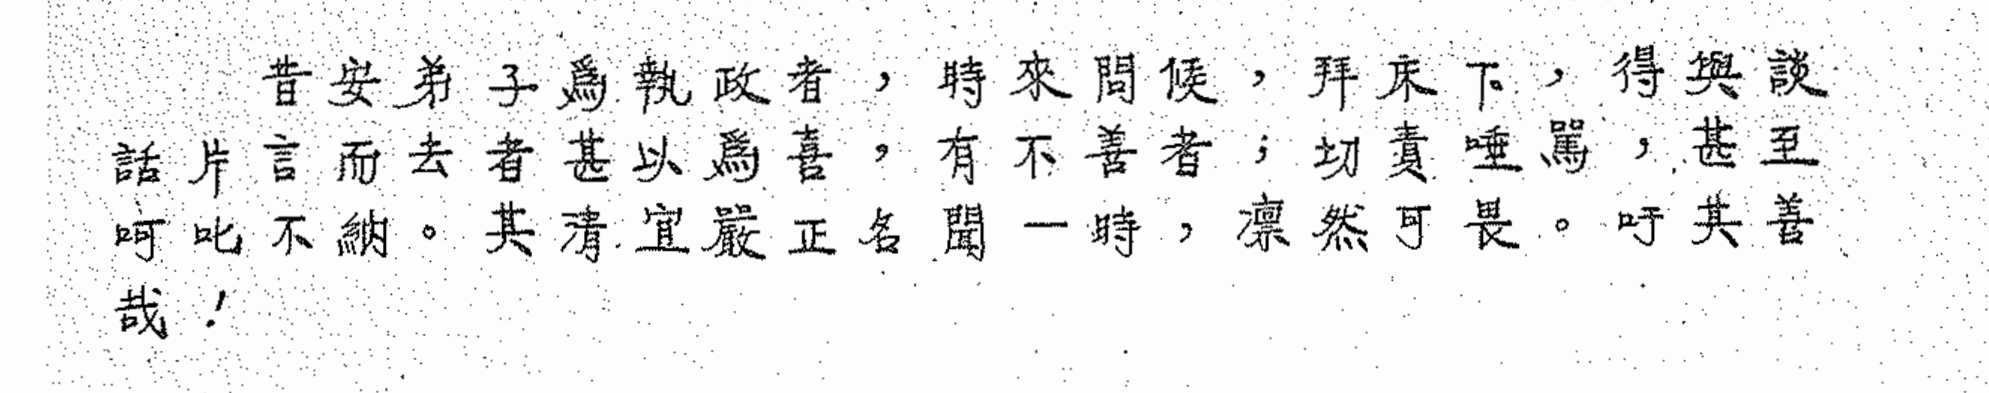 昔安弟子爲執政者，時來問候，拜床下，得與談
話片言而去者甚以爲喜，有不善者；切責唾罵，甚至
呵叱不納。其清宜嚴正名聞一時，凛然可畏。吁其善
哉！